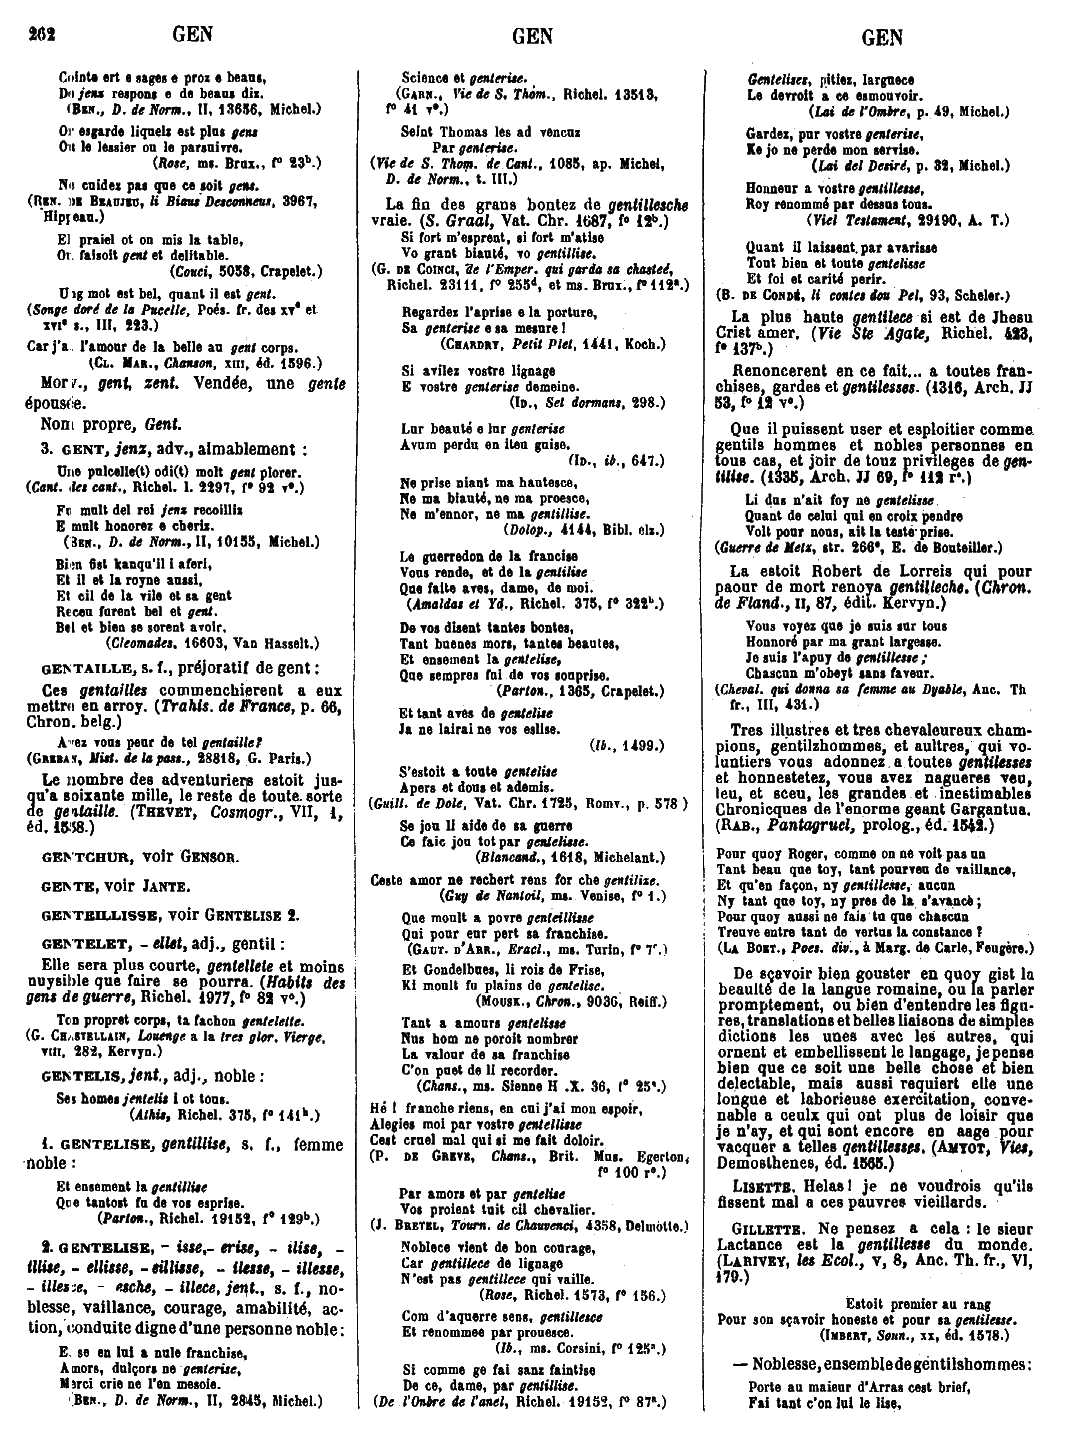 262 GEN GEN GEN
Cointe ert e sages e proz e beaus,
Du jenz respons e de beaus diz.
(BEN., D. de Norm., II, 13656, Michel.)
Or esgarde liquels est plus gens
Ou le lessier ou le parsuivre.
(Rose, ms. Brux., f° 23b.)
Ne cuidez pas que ce soit gens.
(REN. DE BEAUJEU, li Biaus Desconneus, 3967,
Hippeau.)
El praiel ot on mis la table,
Ou faisoit gent et delitable.
(Couci, 5058, Crapelet.)
Ung mot est bel, quant il est gent.
(Songe doré de la Pucelle, Poés. fr. des xve et
xvie s., III, 223.)
Car j'a l'amour de la belle au gent corps.
(CL. MAR., Chanson, XIII, éd. 1596.)
Morv., gent, zent. Vendée, une gente
épousée.
Nom propre, Gent.
3. GENT, jenz, adv., aimablement :
Une pulcelle(t) odi(t) molt gent plorer.
(Cant. des cant., Richel. l. 2297, f° 92 v°.)
Fu mult del rei jenz recoilliz
E mult honorez e cheriz.
(BEN., D. de Norm., II, 10155, Michel.)
Bien fist kanqu'il i aferi,
Et il et la royne aussi,
Et cil de la vile et sa gent
Receu furent bel et gent.
Bel et bien se sorent avoir.
(Cleomades, 16603, Van Hasselt.)
GENTAILLE, s. f., préjoratif de gent :
Ces gentailles commenchierent a eux
mettre en arroy. (Trahis. de France, p. 66,
Chron. belg.)
Avez vous peur de tel gentaille?
(GREBAN, Mist. de la pass., 28818, G. Paris.)
Le nombre des adventuriers estoit jus-
qu'a soixante mille, le reste de toute sorte
de gentaille. (THEVET, Cosmogr., VII, 1,
éd. 1558.)
GENTCHUR, voir GENSOR.
GENTE, voir JANTE.
GENTEILLISSE, voir GENTELISE 2.
GENTELET, - ellet, adj., gentil :
Elle sera plus courte, gentellete et moins
nuysible que faire se pourra. (Habits des
gens de guerre, Richel. 1977, f° 82 v°.)
Ton propret corps, ta fachon gentelette.
(G. CHASTELLAIN, Louenge a la tres glor. Vierge,
VIII, 282, Kervyn.)
GENTELIS, jent., adj., noble :
Ses homes jentelis i ot tous.
(Athis, Richel. 375, f° 141b.)
1. GENTELISE, gentillise, s. f., femme
noble :
Et ensement la gentillise
Que tantost fu de vos esprise.
(Parton., Richel. 19152, f° 129b.)
2. GENTELISE, - isse, - erise, - ilise, -
illise, - ellisse, - eillisse, - ilesse, - illesse,
- illesce, - esche, - illece, jent., s. f., no-
blesse, vaillance, courage, amabilité, ac-
tion, conduite digne d'une personne noble :
E se en lui a nule franchise,
Amors, dulçors ne genterise,
Merci crie ne l'en mesoie.
BEN., D. de Norm., II, 2845, Michel.)
Science et genterise.
(GARN., Vie de S. Thom., Richel. 13513,
f° 41 v°.)
Seint Thomas les ad vencuz
Par genterise.
(Vie de S. Thom. de Cant., 1085, ap. Michel,
D. de Norm., t. III.)
La fin des grans bontez de gentillesche
vraie. (S. Graal, Vat. Chr. 1687, f° 12b.)
Si fort m'esprent, si fort m'atise
Vo grant biauté, vo gentillise.
(G. DE COINCI, De l'Emper. qui garda sa chasteé,
Richel. 23111, f° 255d, et ms. Brux., f° 112a.)
Regardez l'aprise e la porture,
Sa genterise e sa mesure !
(CHARDRY, Petit Plet, 1441, Koch.)
Si avilez vostre lignage
E vostre genterise demeine.
(ID., Set dormans, 298.)
Lur beauté e lur genterise
Avum perdu en iteu guise.
(ID., ib., 647.)
Ne prise niant ma hautesce,
Ne ma biauté, ne ma proesce,
Ne m'ennor, ne ma gentillise.
(Dolop., 4144, Bibl. elz.)
Le guerredon de la francise
Vous rende, et de la gentilise
Que faite aves, dame, de moi.
(Amaldas et Yd., Richel. 375, f° 322b.)
De vos disent tantes bontes,
Tant buenes mors, tantes beautes,
Et ensement la gentelise,
Que sempres fui de vos souprise.
(Parton., 1365, Crapelet.)
Et tant aves de gentelise
Ja ne lairai ne vos eslise.
(Ib., 1499.)
S'estoit a toute gentelise
Apers et dous et ademis.
(Guill. de Dole, Vat. Chr. 1725, Romv., p. 578)
Se jou li aide de sa guerre
Ce faic jou tot par gentelisse.
(Blancand., 1618, Michelant.)
Ceste amor ne rechert rens for che gentilize.
(Guy de Nantoil, ms. Venise, f° 1.)
Que moult a povre genteillisse
Qui pour eur pert sa franchise.
(GAUT. D'ARR., Eracl., ms. Turin, f° 7r.)
Et Gondelbues, li rois de Frise,
Ki moult fu plains de gentelise.
(MOUSK., Chron., 9036, Reiff.)
Tant a amours gentelisse
Nus hom ne poroit nombrer
La valour de sa franchise
C'on puet de li recorder.
(Chans., ms. Sienne H .X. 36, f° 25a.)
Hé ! franche riens, en cui j'ai mon espoir,
Alegies moi par vostre gentellisse
Cest cruel mal qui si me fait doloir.
(P. DE GREVE, Chans., Brit. Mus. Egerton,
f° 100 r°.)
Par amors et par gentelise
Vos proient tuit cil chevalier.
(J. BRETEL, Tourn. de Chauvenci, 4358, Delmotte.)
Noblece vient de bon courage,
Car gentillece de lignage
N'est pas gentillece qui vaille.
(Rose, Richel. 1573, f° 156.)
Com d'aquerre sens, gentillesce
Et renommee par prouesce.
(Ib., ms. Corsini, f° 125a.)
Si comme ge fai sanz faintise
De ce, dame, par gentillise.
(De l'Onbre de l'anel, Richel. 19152, f° 87a.)
Gentelises, pitiez, largnece
Le devroit a ce esmouvoir.
(Lai de l'Ombre, p. 49, Michel.)
Gardez, pur vostre genterise,
Ke jo ne perde mon servise.
(Lai del Desiré, p. 32, Michel.)
Honneur a vostre gentillesse,
Roy renommé par dessus tous.
(Viel Testament, 29190, A. T.)
Quant il laissent par avarisse
Tout bien et toute gentelisse
Et foi et carité perir.
(B. DE CONDÉ, li contes dou Pel, 93, Scheler.)
La plus haute gentilece si est de Jhesu
Crist amer. (Vie Ste Agate, Richel. 423,
f° 137b.)
Renoncerent en ce fait... a toutes fran-
chises, gardes et gentilesses. (1316, Arch. JJ
53, f° 12 v°.)
Que il puissent user et esploitier comme
gentils hommes et nobles personnes en
tous cas, et joir de touz privileges de gen-
tilise. (1335, Arch. JJ 69, f° 112 r°.)
Li dus n'ait foy ne gentelisse
Quant de celui qui en croix pendre
Volt pour nous, ait la teste prise.
(Guerre de Metz, str. 266e, E. de Bouteiller.)
La estoit Robert de Lorreis qui pour
paour de mort renoya gentilleche. (Chron.
de Fland., II, 87, édit. Kervyn.)
Vous voyez que je suis sur tous
Honnoré par ma grant largesse.
Je suis l'apuy de gentillesse ;
Chascun m'obeyt sans faveur.
(Cheval. qui donna sa femme au Dyable, Anc. Th
fr., III, 431.)
Tres illustres et tres chevaleureux cham-
pions, gentilzhommes, et aultres, qui vo-
luntiers vous adonnez a toutes gentilesses
et honnestetez, vous avez nagueres veu,
leu, et sceu, les grandes et inestimables
Chronicques de l'enorme geant Gargantua.
(RAB., Pantagruel, prolog., éd. 1542.)
Pour quoy Roger, comme on ne voit pas un
Tant beau que toy, tant pourveu de vaillance,
Et qu'en façon, ny gentillesse, aucun
Ny tant que toy, ny pres de la s'avance ;
Pour quoy aussi ne fais tu que chascun
Treuve entre tant de vertus la constance ?
(LA BOET., Poes. div., à Marg. de Carle, Feugère.)
De sçavoir bien gouster en quoy gist la
beaulté de la langue romaine, ou la parler
promptement, ou bien d'entendre les figu-
res, translations et belles liaisons de simples
dictions les unes avec les autres, qui
ornent et embellissent le langage, je pense
bien que ce soit une belle chose et bien
delectable, mais aussi requiert elle une
longue et laborieuse exercitation, conve-
nable a ceulx qui ont plus de loisir que
je n'ay, et qui sont encore en aage pour
vacquer a telles gentillesses. (AMYOT, Vies,
Demosthenes, éd. 1565.)
LISETTE. Helas! je ne voudrois qu'ils
fissent mal a ces pauvres vieillards.
GILLETTE. Ne pensez a cela : le sieur
Lactance est la gentillesse du monde.
(LARIVEY, les Escol., v, 8, Anc. Th. fr., VI,
179.)
Estoit premier au rang
Pour son sçavoir honeste et pour sa gentilesse.
(IMBERT, Sonn., xx, éd. 1578.)
— Noblesse, ensemble de gentilshommes :
Porte au maieur d'Arras cest brief,
Fai tant c'on lui le lise,